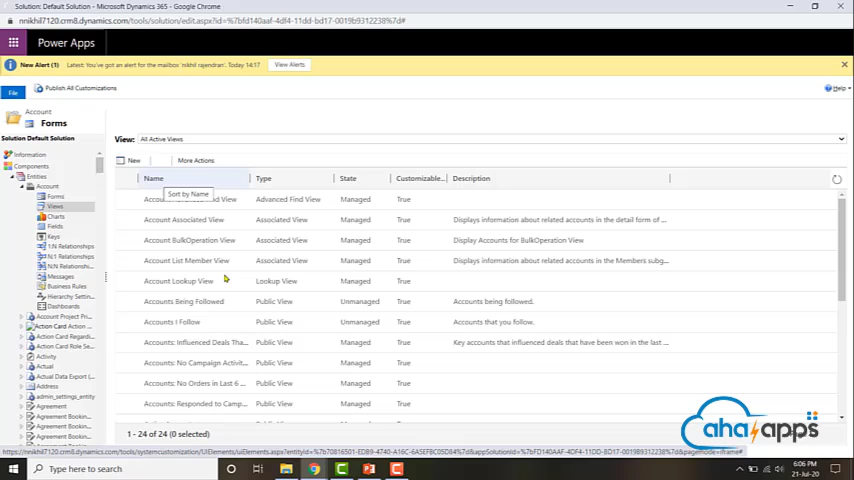 Solution: Default Solution - Microsoft Dynamics 365 - Google Chrome
nnikhil7120.crm8.dynamics.com/tools/solution/edit.aspx?id=%7bfd140aaf-4df4-11dd-bd17-0019b9312238%7d#
Power Apps
New Alert (1) Latest: You've got an alert for the mailbox 'nikhil rajendran'. Today 14:17 View Alerts
File Publish All Customizations Help
Account
Forms
Solution Default Solution
Information
Components
Entities
Account
Forms
Views
Charts
Fields
Keys
1:N Relationships
N:1 Relationships
N:N Relationshi...
Messages
Business Rules
Hierarchy Settin...
Dashboards
Account Project Pri...
Action Card Action ...
Action Card Regardi...
Action Card Role Se...
Activity
Actual
Actual Data Export (...
Address
admin_settings_entity
Agreement
Agreement Bookin...
Agreement Bookin...
Agreement Bookin...
View: All Active Views
New More Actions
Name Type State Customizable... Description
Sort by Name
Advanced Find View Managed True
Account Associated View Associated View Managed True Displays information about related accounts in the detail form of ...
Account BulkOperation View Associated View Managed True Display Accounts for BulkOperation View
Account List Member View Associated View Managed True Displays information about related accounts in the Members subg...
Account Lookup View Lookup View Managed True
Accounts Being Followed Public View Unmanaged True Accounts being followed.
Accounts I Follow Public View Unmanaged True Accounts that you follow.
Accounts: Influenced Deals Tha... Public View Managed True Key accounts that influenced deals that have been won in the last ...
Accounts: No Campaign Activit... Public View Managed True
Accounts: No Orders in Last 6 ... Public View Managed True
Accounts: Responded to Camp... Public View Managed True
1 - 24 of 24 (0 selected)
aha apps
https://nnikhil7120.crm8.dynamics.com/tools/systemcustomization/UIElements/uiElements.aspx?entityId=%7b70816501-EDB9-4740-A16C-6A5EFBC05D84%7d&appSolutionId=%7bFD140AAF-4DF4-11DD-BD17-0019B9312238%7d&pagemode=iframe#
Type here to search
6:06 PM
21-Jul-20